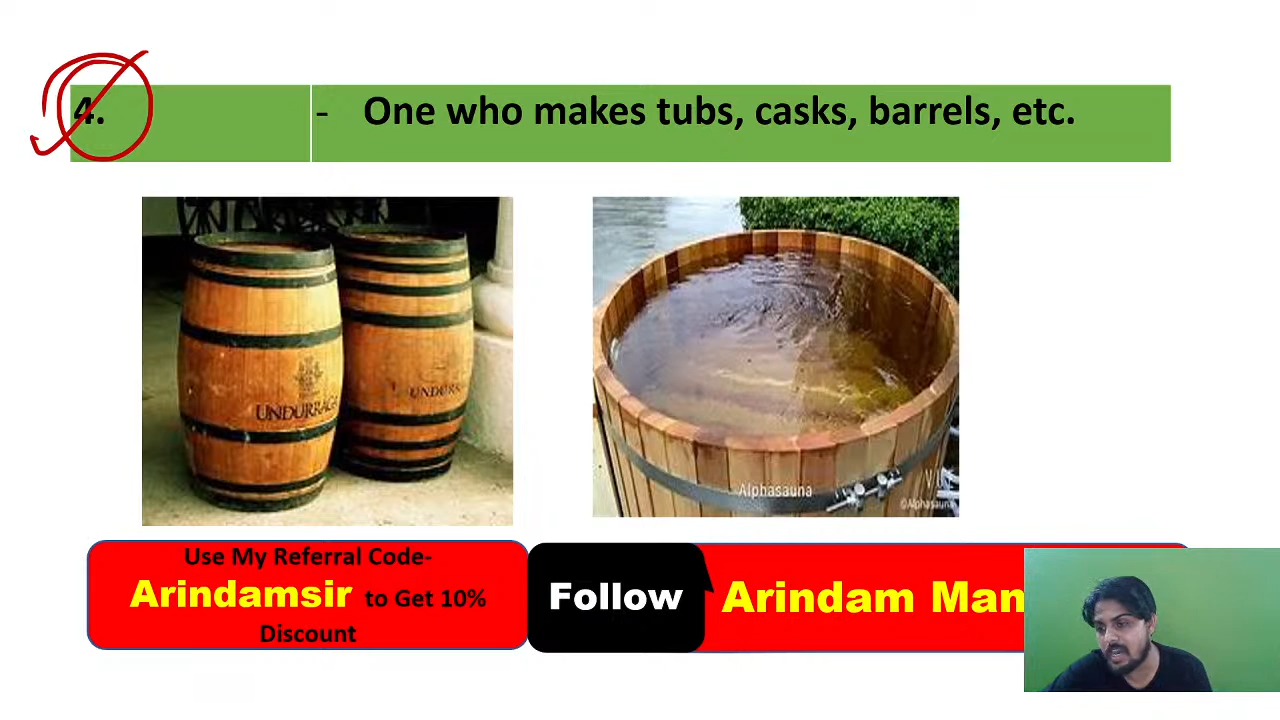 4.
- One who makes tubs, casks, barrels, etc.
UNDURRAGA
UNDURRA
Alphasauna
©Alphasauna
Use My Referral Code-
Arindamsir to Get 10%
Discount
Follow
Arindam Man